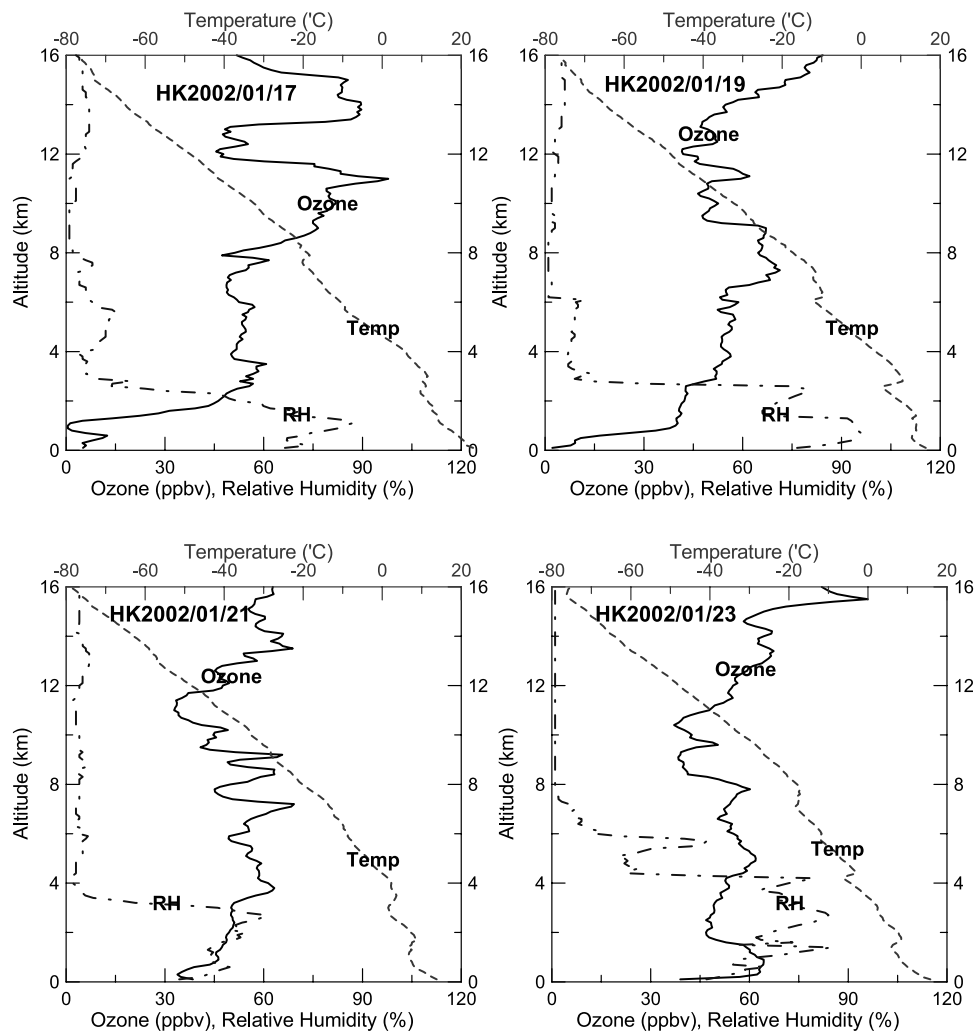 Temperature ('C)
-80 -60 -40 -20 0 20
16 16
HK2002/01/17
12 12
Ozone
8 8
Temp
4 4
RH
0 0
0 30 60 90 120
Altitude (km)
Ozone (ppbv), Relative Humidity (%)
Temperature ('C)
-80 -60 -40 -20 0 20
16 16
HK2002/01/19
Ozone
12 12
8 8
Temp
4 4
RH
0 0
0 30 60 90 120
Altitude (km)
Ozone (ppbv), Relative Humidity (%)
Temperature ('C)
-80 -60 -40 -20 0 20
16 16
HK2002/01/21
Ozone
12 12
8 8
Temp
4 4
RH
0 0
0 30 60 90 120
Altitude (km)
Ozone (ppbv), Relative Humidity (%)
Temperature ('C)
-80 -60 -40 -20 0 20
16 16
HK2002/01/23
Ozone
12 12
8 8
Temp
4 4
RH
0 0
0 30 60 90 120
Altitude (km)
Ozone (ppbv), Relative Humidity (%)